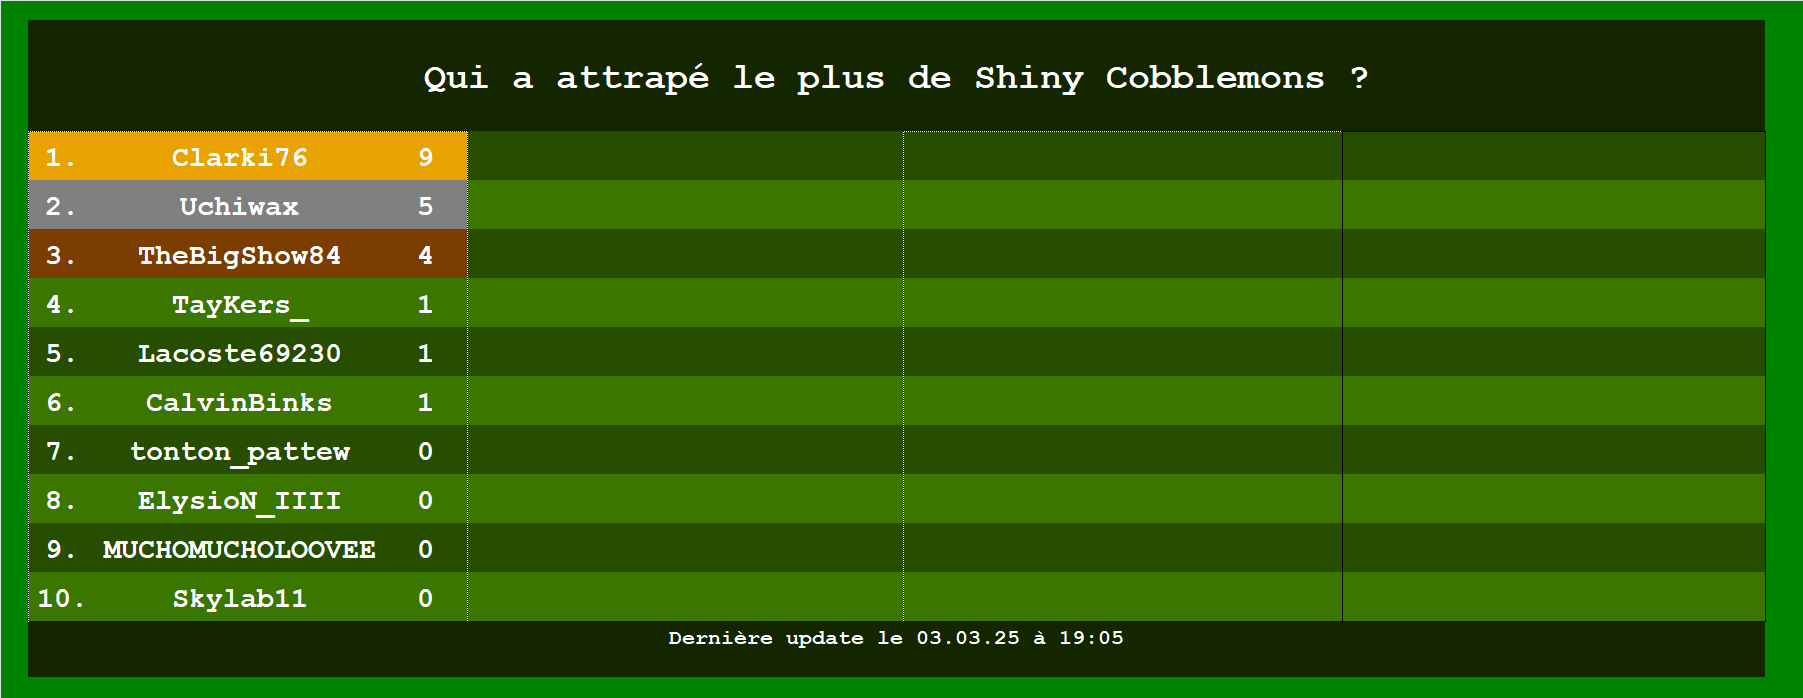 Qui a attrapé le plus de Shiny Cobblemons ?
1. Clarki76 9
2. Uchiwax 5
3. TheBigShow84 4
4. TayKers_ 1
5. Lacoste69230 1
6. CalvinBinks 1
7. tonton_pattew 0
8. ElysioN_IIII 0
9. MUCHOMUCHOLOOVEE 0
10. Skylab11 0
Dernière update le 03.03.25 à 19:05